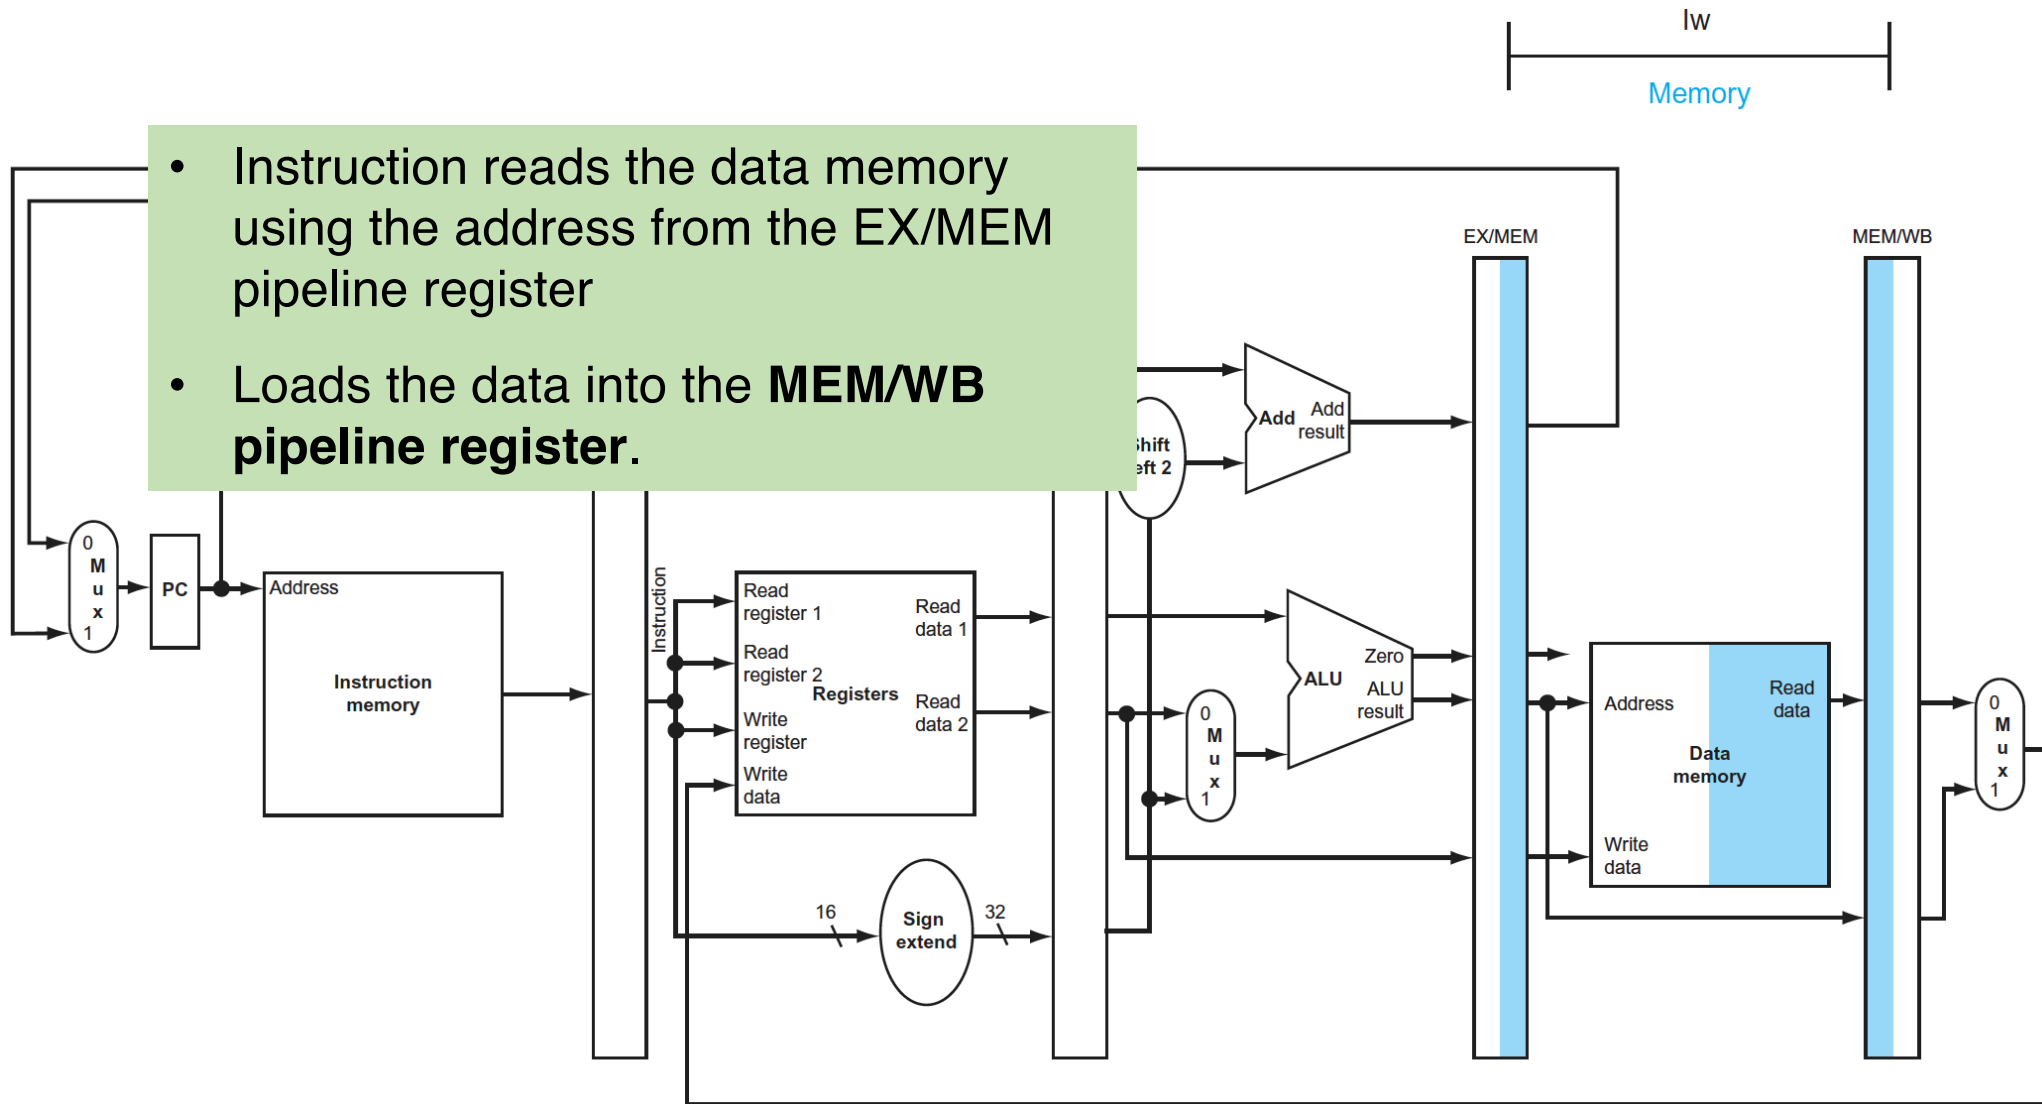 lw
Memory
• Instruction reads the data memory
using the address from the EX/MEM
pipeline register
• Loads the data into the MEM/WB
pipeline register.
EX/MEM
MEM/WB
Add
Add
result
hift
eft 2
0
M
u
x
1
PC
Address
Instruction
memory
Instruction
Read
register 1
Read
register 2
Write
register
Write
data
Registers
Read
data 1
Read
data 2
16
Sign
extend
32
0
M
u
x
1
ALU
Zero
ALU
result
Address
Read
data
Data
memory
Write
data
0
M
u
x
1